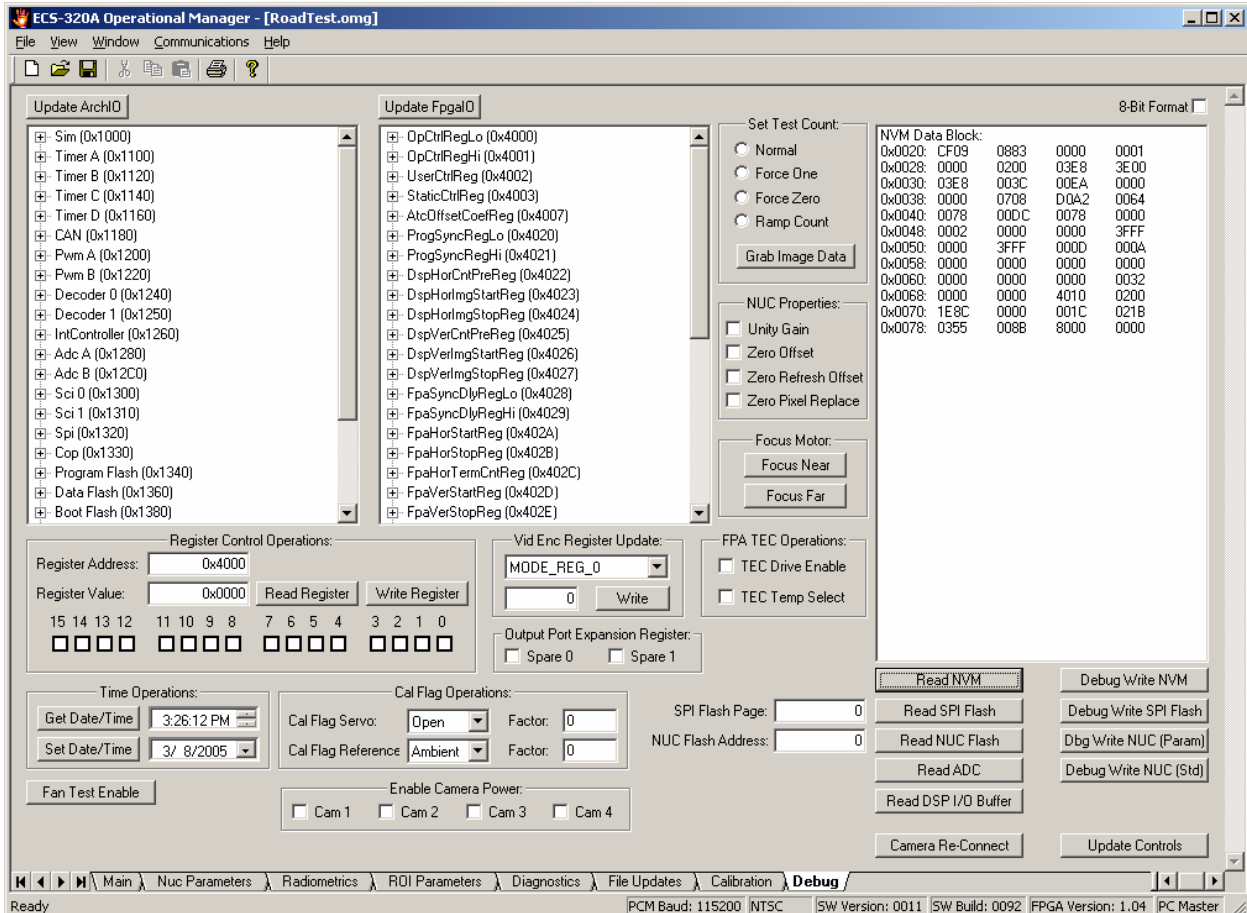 ECS-320A Operational Manager - [RoadTest.omg]
File View Window Communications Help
Update ArchIO
Update FpgaIO
8-Bit Format
Sim (0x1000)
Timer A (0x1100)
Timer B (0x1120)
Timer C (0x1140)
Timer D (0x1160)
CAN (0x1180)
Pwm A (0x1200)
Pwm B (0x1220)
Decoder 0 (0x1240)
Decoder 1 (0x1250)
IntController (0x1260)
Adc A (0x1280)
Adc B (0x12C0)
Sci 0 (0x1300)
Sci 1 (0x1310)
Spi (0x1320)
Cop (0x1330)
Program Flash (0x1340)
Data Flash (0x1360)
Boot Flash (0x1380)
OpCtrlRegLo (0x4000)
OpCtrlRegHi (0x4001)
UserCtrlReg (0x4002)
StaticCtrlReg (0x4003)
AtcOffsetCoefReg (0x4007)
ProgSyncRegLo (0x4020)
ProgSyncRegHi (0x4021)
DspHorCntPreReg (0x4022)
DspHorImgStartReg (0x4023)
DspHorImgStopReg (0x4024)
DspVerCntPreReg (0x4025)
DspVerImgStartReg (0x4026)
DspVerImgStopReg (0x4027)
FpaSyncDlyRegLo (0x4028)
FpaSyncDlyRegHi (0x4029)
FpaHorStartReg (0x402A)
FpaHorStopReg (0x402B)
FpaHorTermCntReg (0x402C)
FpaVerStartReg (0x402D)
FpaVerStopReg (0x402E)
Set Test Count:
Normal
Force One
Force Zero
Ramp Count
Grab Image Data
NUC Properties:
Unity Gain
Zero Offset
Zero Refresh Offset
Zero Pixel Replace
Focus Motor:
Focus Near
Focus Far
NVM Data Block:
0x0020: CF09 0883 0000 0001
0x0028: 0000 0200 03E8 3E00
0x0030: 03E8 003C 00EA 0000
0x0038: 0000 0708 D0A2 0064
0x0040: 0078 00DC 0078 0000
0x0048: 0002 0000 0000 3FFF
0x0050: 0000 3FFF 000D 000A
0x0058: 0000 0000 0000 0000
0x0060: 0000 0000 0000 0032
0x0068: 0000 0000 4010 0200
0x0070: 1E8C 0000 001C 021B
0x0078: 0355 008B 8000 0000
Register Control Operations:
Register Address: 0x4000
Register Value: 0x0000 Read Register Write Register
15 14 13 12 11 10 9 8 7 6 5 4 3 2 1 0
Vid Enc Register Update:
MODE_REG_0
0 Write
FPA TEC Operations:
TEC Drive Enable
TEC Temp Select
Output Port Expansion Register:
Spare 0 Spare 1
Time Operations:
Get Date/Time 3:26:12 PM
Set Date/Time 3/ 8/2005
Cal Flag Operations:
Cal Flag Servo: Open Factor: 0
Cal Flag Reference Ambient Factor: 0
SPI Flash Page: 0
NUC Flash Address: 0
Read NVM Debug Write NVM
Read SPI Flash Debug Write SPI Flash
Read NUC Flash Dbg Write NUC (Param)
Read ADC Debug Write NUC (Std)
Read DSP I/O Buffer
Camera Re-Connect Update Controls
Fan Test Enable
Enable Camera Power:
Cam 1 Cam 2 Cam 3 Cam 4
Main Nuc Parameters Radiometrics ROI Parameters Diagnostics File Updates Calibration Debug
Ready PCM Baud: 115200 NTSC SW Version: 0011 SW Build: 0092 FPGA Version: 1.04 PC Master